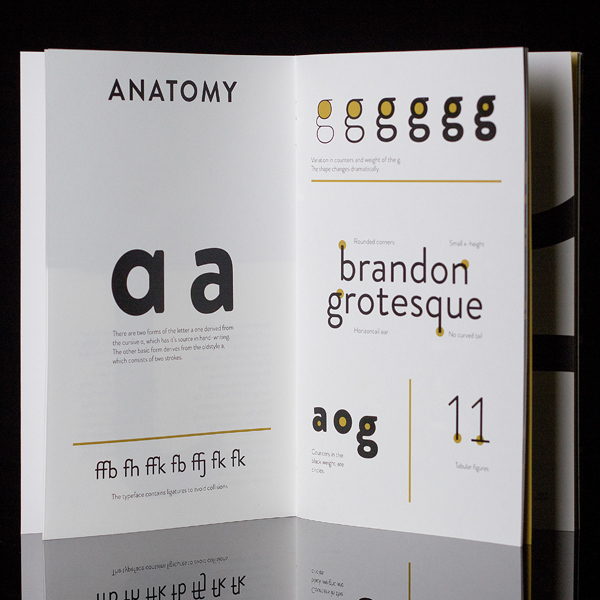 ANATOMY
a a
There are two forms of the letter a one derived from
the cursive a, which has it's source in hand-writing.
The other basic form derives from the oldstyle a,
which consists of two strokes.
ffb fh ffk fb ffj fk fk
The typeface contains ligatures to avoid collisions.
g g g g g g
Variation in counters and weight of the g.
The shape changes dramatically.
Rounded corners
Small x-height
brandon
grotesque
Horizontal ear
No curved tail
a o g
Counters in the
black weight, are
circles.
11
Tabular figures